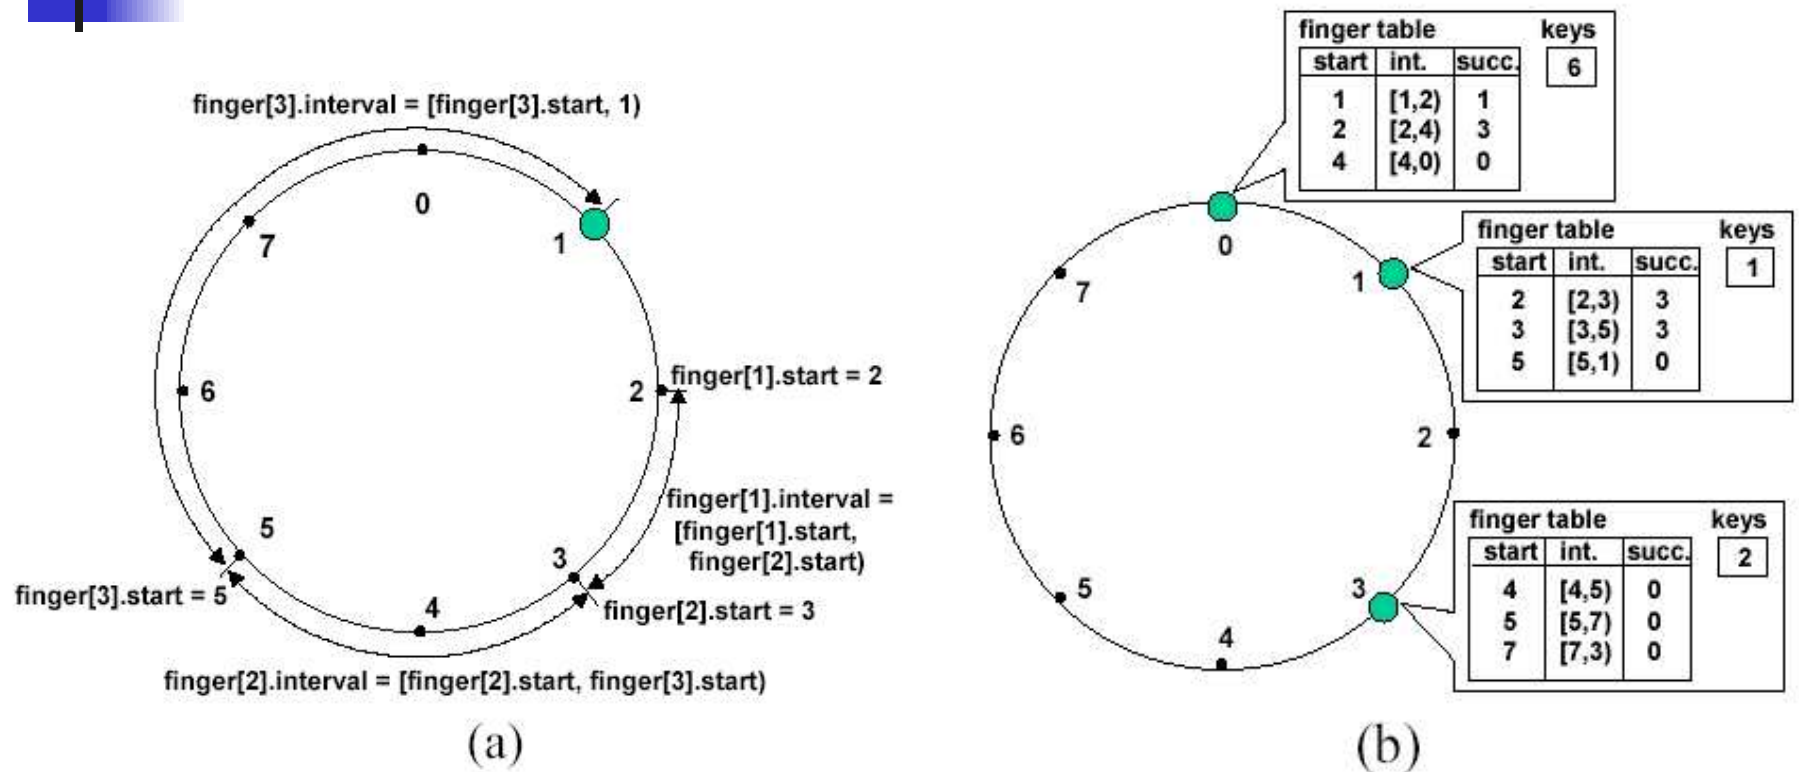 finger[3].interval = [finger[3].start, 1)
0
7
1
6
2
finger[1].start = 2
finger[1].interval =
[finger[1].start,
finger[2].start)
5
3
finger[3].start = 5
4
finger[2].start = 3
finger[2].interval = [finger[2].start, finger[3].start)
(a)
finger table keys
start int. succ. 6
1 [1,2) 1
2 [2,4) 3
4 [4,0) 0
finger table keys
start int. succ. 1
2 [2,3) 3
3 [3,5) 3
5 [5,1) 0
0
7
1
6
2
5
3
4
finger table keys
start int. succ. 2
4 [4,5) 0
5 [5,7) 0
7 [7,3) 0
(b)